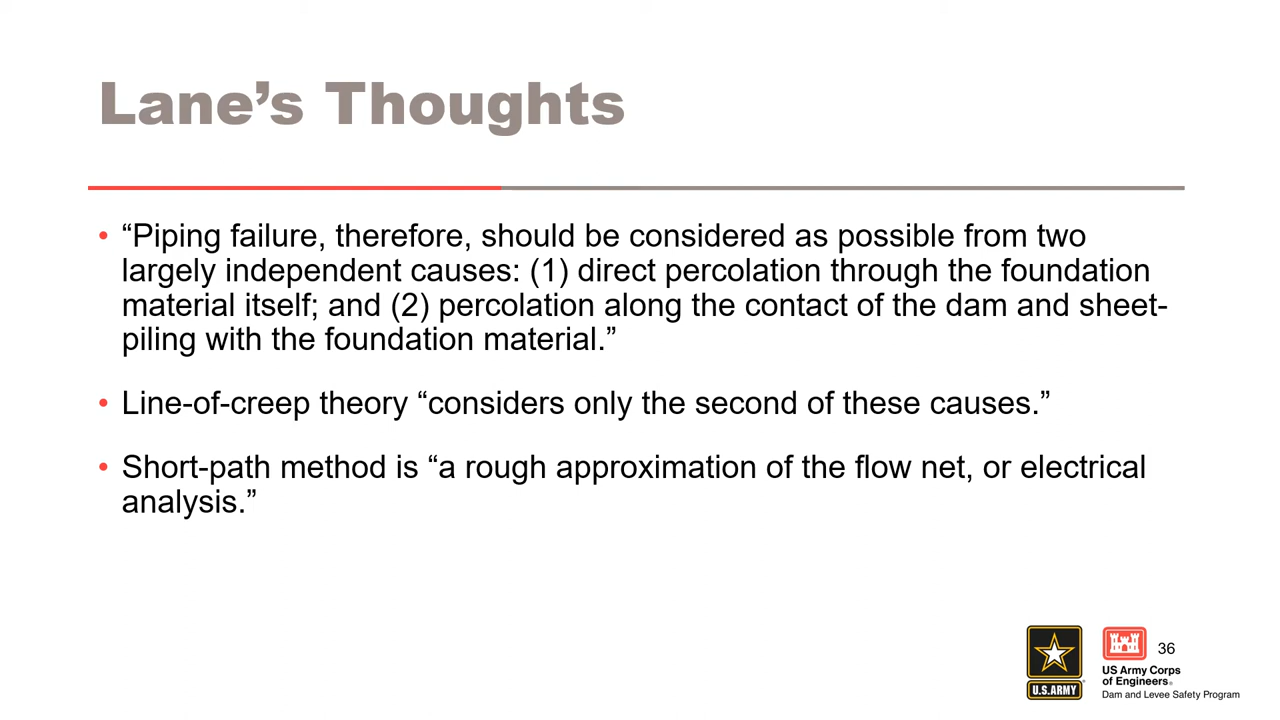 Lane’s Thoughts
• “Piping failure, therefore, should be considered as possible from two
largely independent causes: (1) direct percolation through the foundation
material itself; and (2) percolation along the contact of the dam and sheet-
piling with the foundation material.”
• Line-of-creep theory “considers only the second of these causes.”
• Short-path method is “a rough approximation of the flow net, or electrical
analysis.”
U.S.ARMY
36
US Army Corps
of Engineers®
Dam and Levee Safety Program